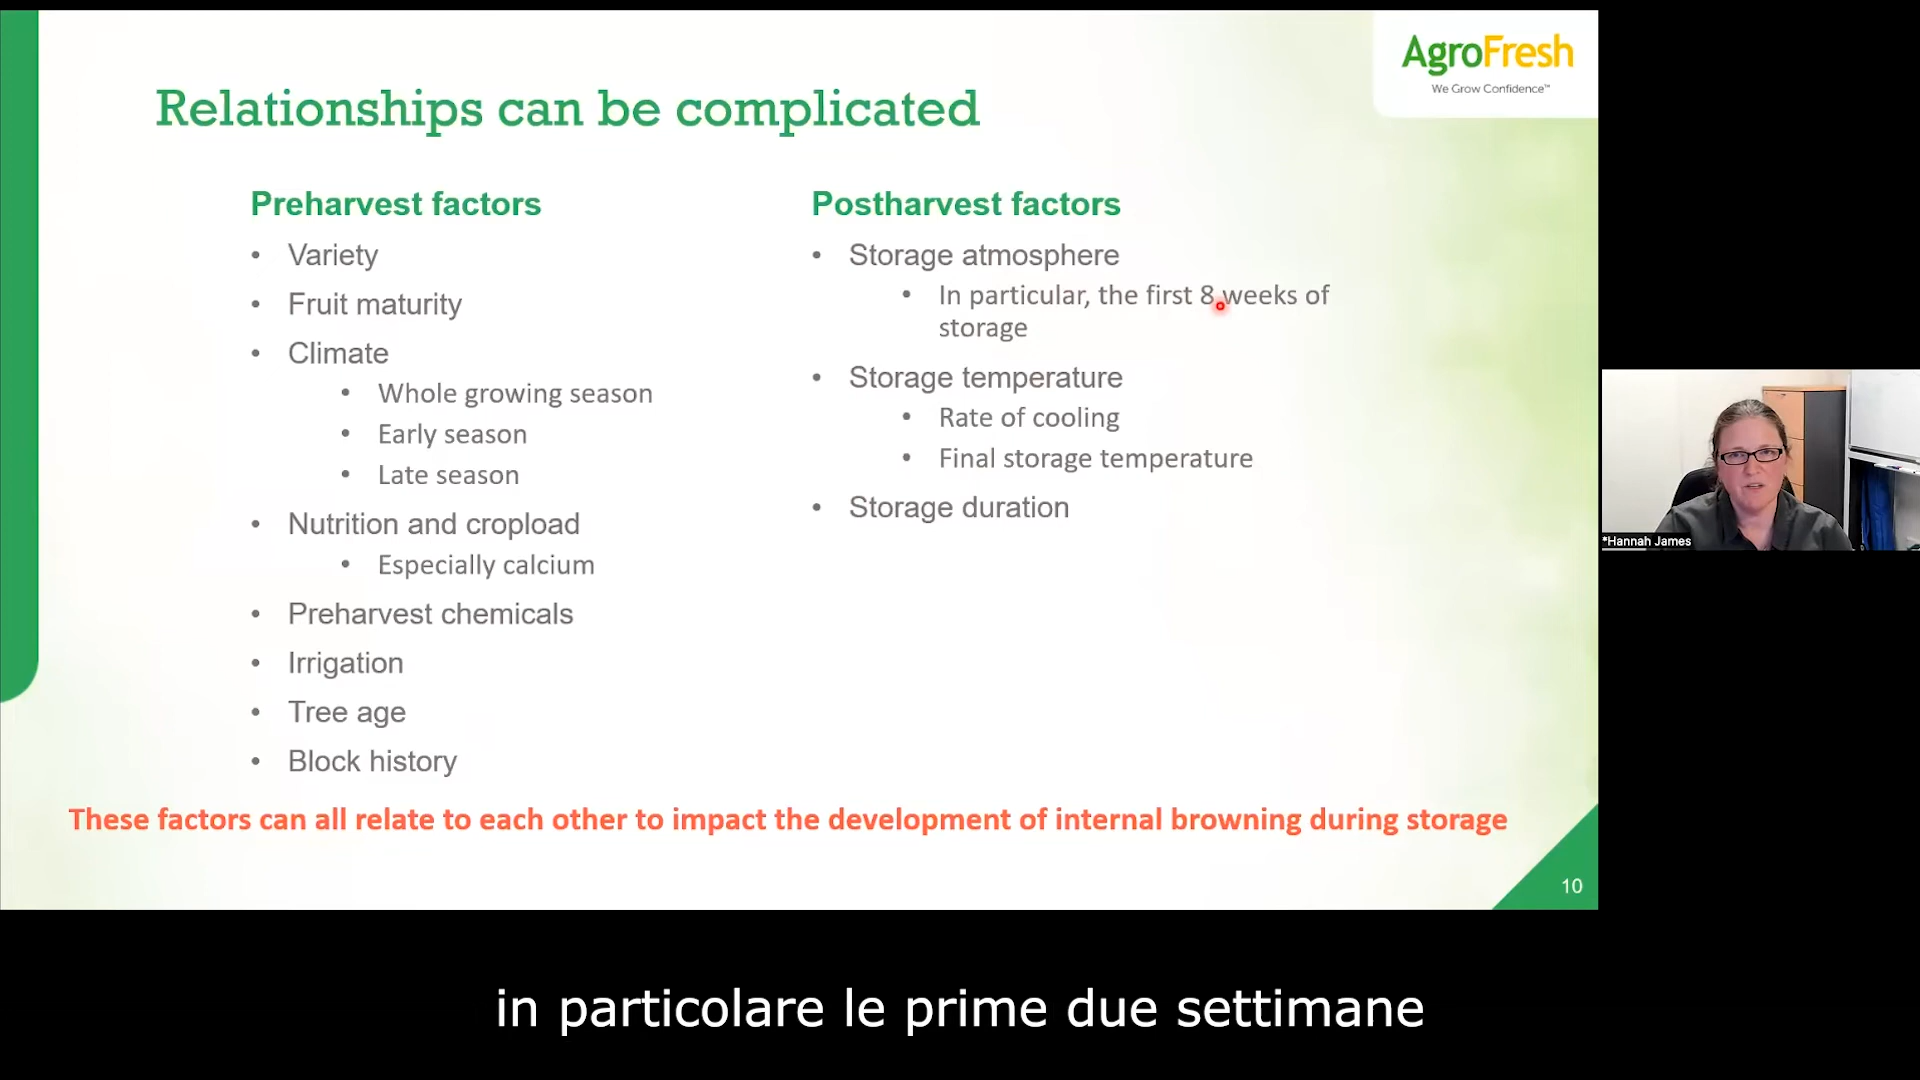 AgroFresh
We Grow Confidence™
Relationships can be complicated
Preharvest factors
• Variety
• Fruit maturity
• Climate
• Whole growing season
• Early season
• Late season
• Nutrition and cropload
• Especially calcium
• Preharvest chemicals
• Irrigation
• Tree age
• Block history
Postharvest factors
• Storage atmosphere
• In particular, the first 8 weeks of
storage
• Storage temperature
• Rate of cooling
• Final storage temperature
• Storage duration
These factors can all relate to each other to impact the development of internal browning during storage
10
*Hannah James
in particolare le prime due settimane